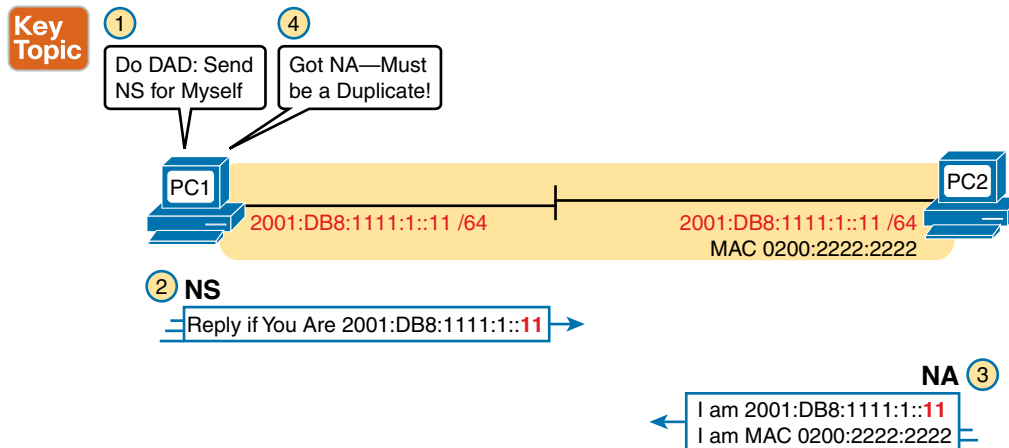 Key
Topic
1
Do DAD: Send
NS for Myself
4
Got NA—Must
be a Duplicate!
PC1
PC2
2001:DB8:1111:1::11 /64
2001:DB8:1111:1::11 /64
MAC 0200:2222:2222
2 NS
Reply if You Are 2001:DB8:1111:1::11
NA 3
I am 2001:DB8:1111:1::11
I am MAC 0200:2222:2222